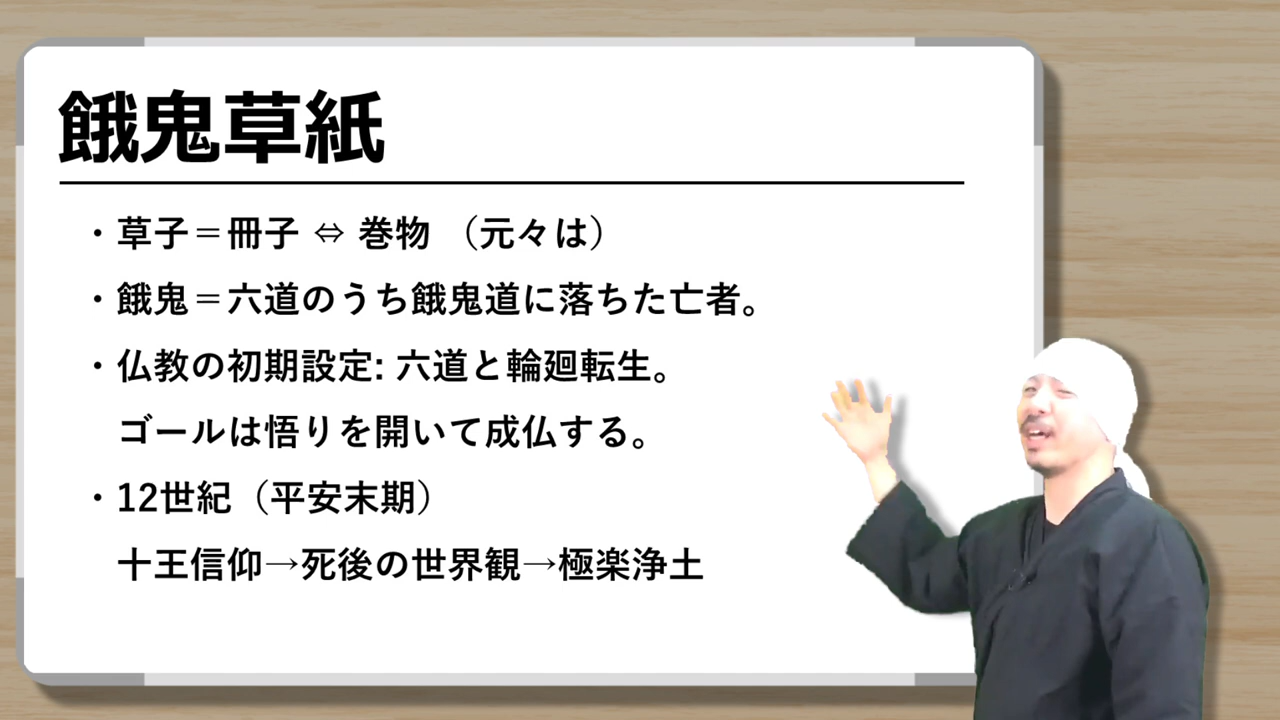 餓鬼草紙
・草子＝冊子 ⇔ 巻物 （元々は）
・餓鬼＝六道のうち餓鬼道に落ちた亡者。
・仏教の初期設定: 六道と輪廻転生。
ゴールは悟りを開いて成仏する。
・12世紀（平安末期）
十王信仰→死後の世界観→極楽浄土